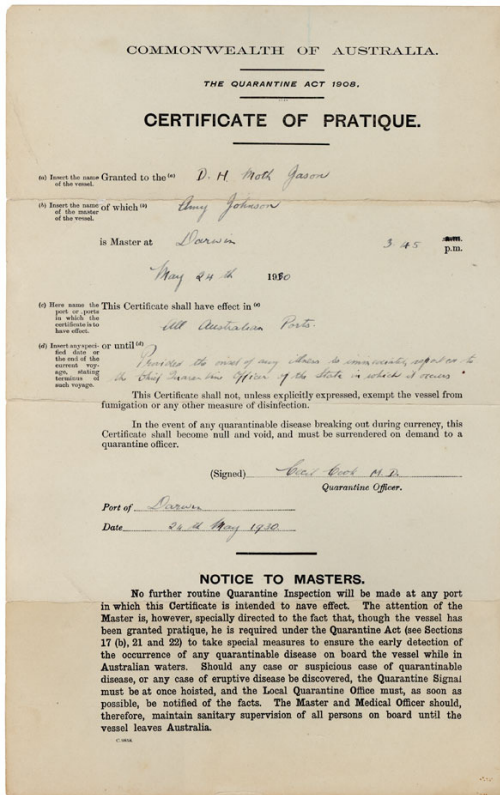 COMMONWEALTH OF AUSTRALIA.
THE QUARANTINE ACT 1908.
CERTIFICATE OF PRATIQUE.
(a) Insert the name of the vessel.
Granted to the (a) D. H Moth Jason
(b) Insert the name of the master of the vessel.
of which (b) Amy Johnson
is Master at Darwin 3 45 a.m. p.m.
May 24th 1930
(c) Here name the port or ports in which the certificate is to have effect.
This Certificate shall have effect in (c)
All Australian Ports.
(d) Insert any specified date or the end of the current voyage, stating terminus of such voyage.
or until (d)
Provided the onset of any illness is immediately reported to
the Chief Quarantine Officer of the State in which it occurs"
This Certificate shall not, unless explicitly expressed, exempt the vessel from
fumigation or any other measure of disinfection.
In the event of any quarantinable disease breaking out during currency, this
Certificate shall become null and void, and must be surrendered on demand to a
quarantine officer.
(Signed) Cecil Cook M.D.
Quarantine Officer.
Port of Darwin
Date 24th May 1930.
NOTICE TO MASTERS.
No further routine Quarantine Inspection will be made at any port
in which this Certificate is intended to have effect. The attention of the
Master is, however, specially directed to the fact that, though the vessel has
been granted pratique, he is required under the Quarantine Act (see Sections
17 (b), 21 and 22) to take special measures to ensure the early detection of
the occurrence of any quarantinable disease on board the vessel while in
Australian waters. Should any case or suspicious case of quarantinable
disease, or any case of eruptive disease be discovered, the Quarantine Signal
must be at once hoisted, and the Local Quarantine Office must, as soon as
possible, be notified of the facts. The Master and Medical Officer should,
therefore, maintain sanitary supervision of all persons on board until the
vessel leaves Australia.